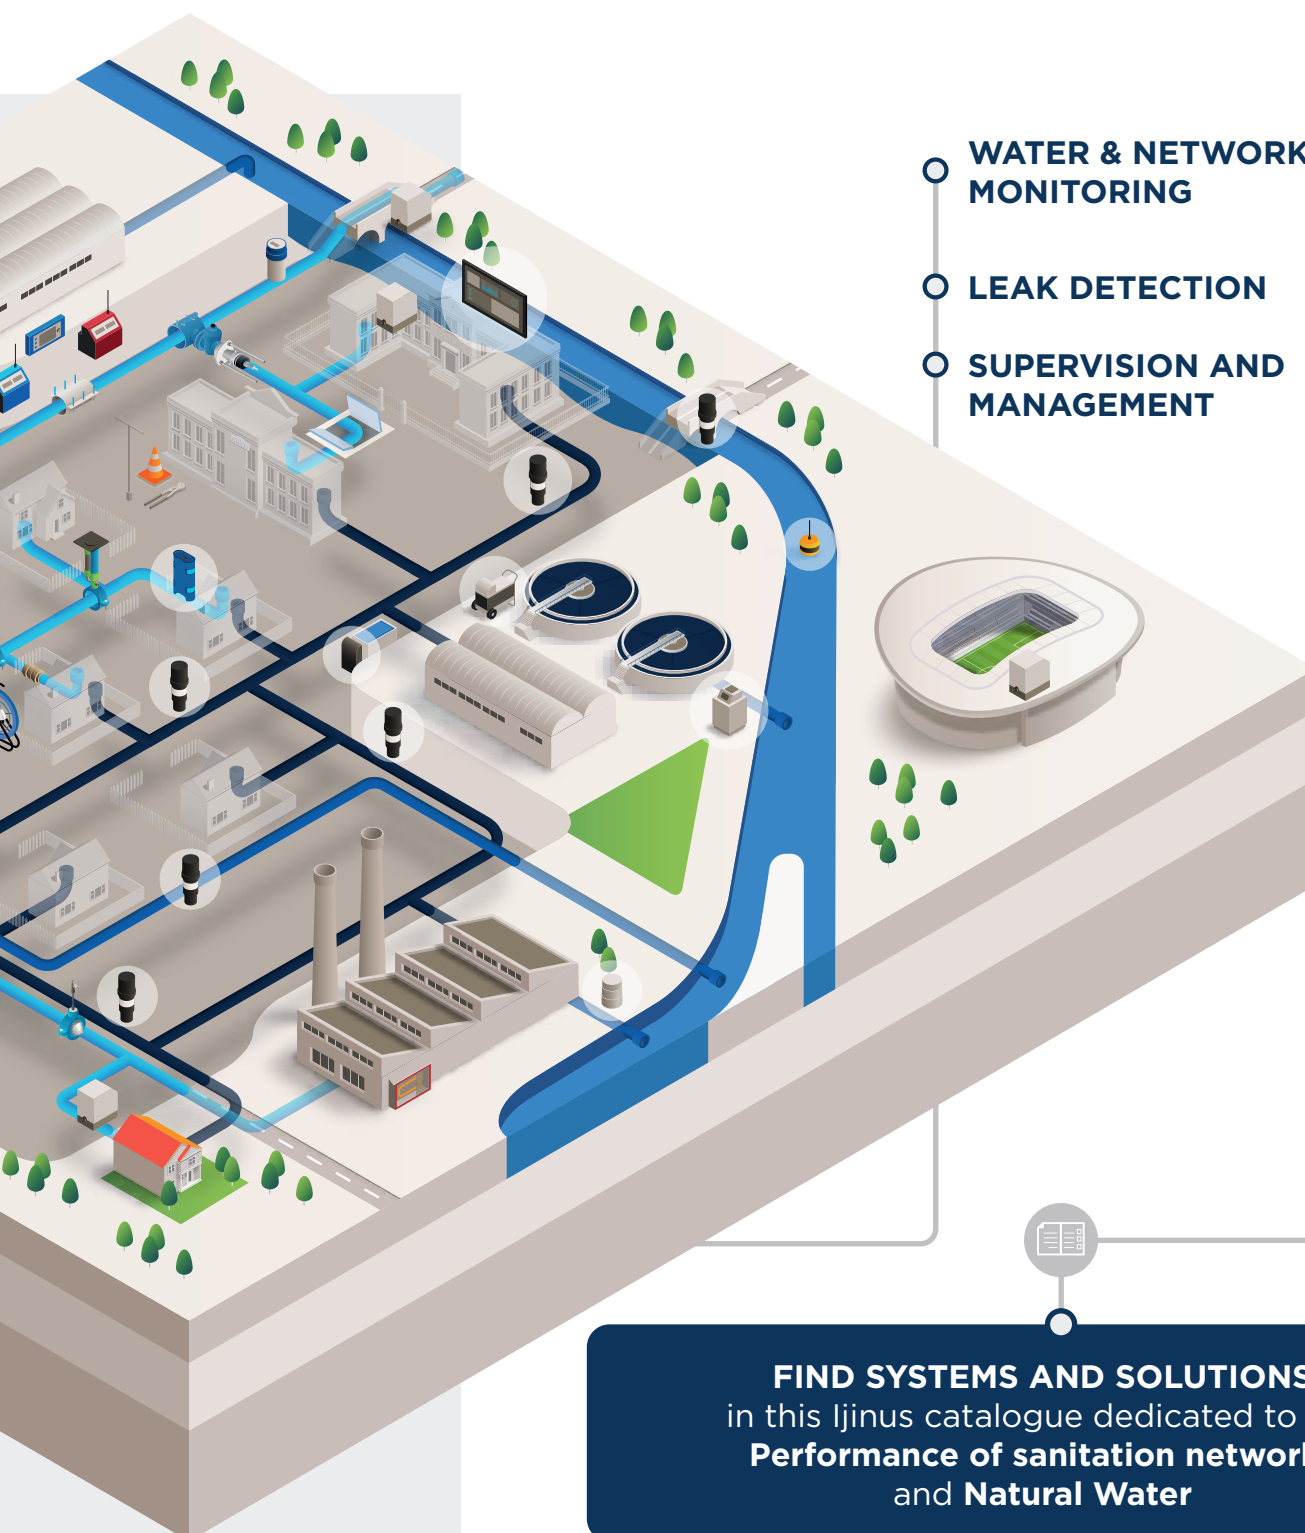 WATER & NETWORK
MONITORING
LEAK DETECTION
SUPERVISION AND
MANAGEMENT
FIND SYSTEMS AND SOLUTIONS
in this Ijinus catalogue dedicated to
Performance of sanitation network
and Natural Water